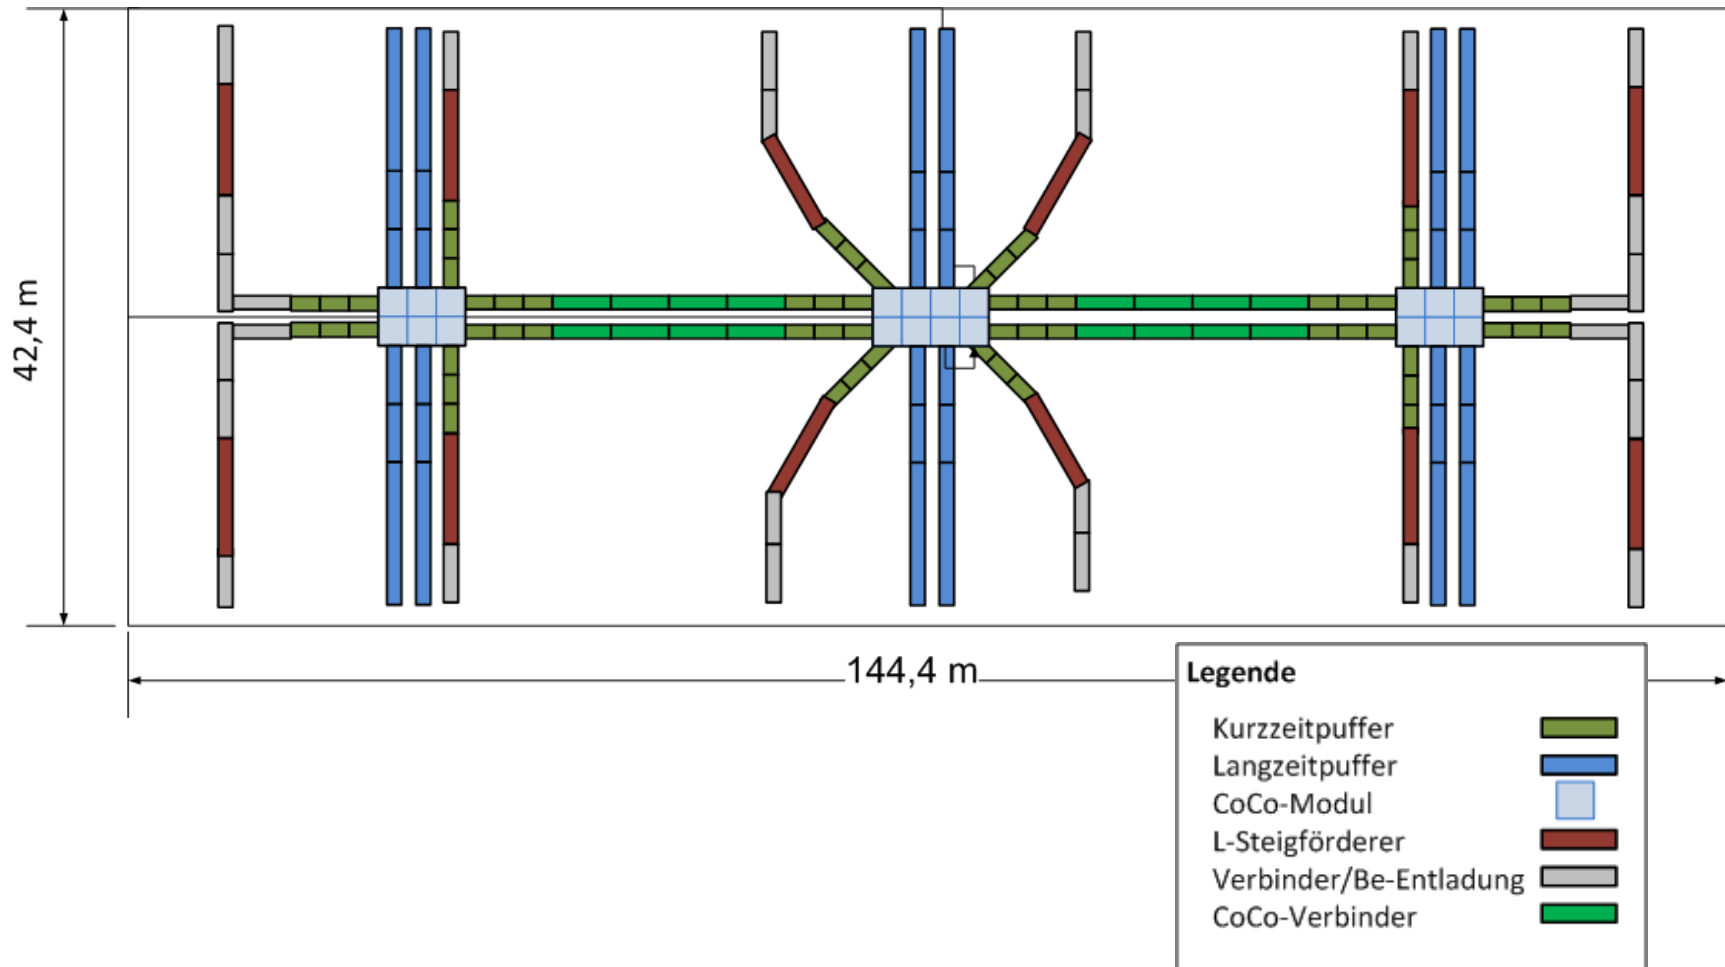 42,4 m
144,4 m
Legende
Kurzzeitpuffer
Langzeitpuffer
CoCo-Modul
L-Steigförderer
Verbinder/Be-Entladung
CoCo-Verbinder